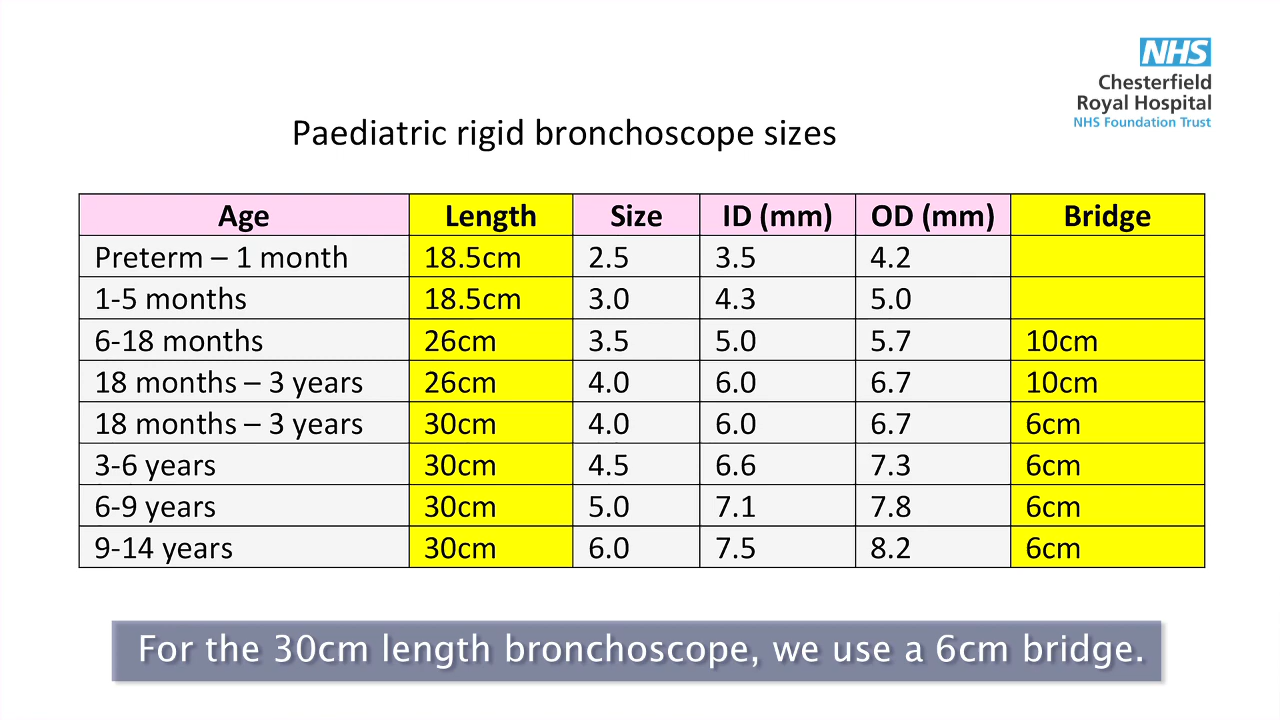 NHS
Chesterfield
Royal Hospital
NHS Foundation Trust
Paediatric rigid bronchoscope sizes
Age Length Size ID (mm) OD (mm) Bridge
Preterm – 1 month 18.5cm 2.5 3.5 4.2
1-5 months 18.5cm 3.0 4.3 5.0
6-18 months 26cm 3.5 5.0 5.7 10cm
18 months – 3 years 26cm 4.0 6.0 6.7 10cm
18 months – 3 years 30cm 4.0 6.0 6.7 6cm
3-6 years 30cm 4.5 6.6 7.3 6cm
6-9 years 30cm 5.0 7.1 7.8 6cm
9-14 years 30cm 6.0 7.5 8.2 6cm
For the 30cm length bronchoscope, we use a 6cm bridge.